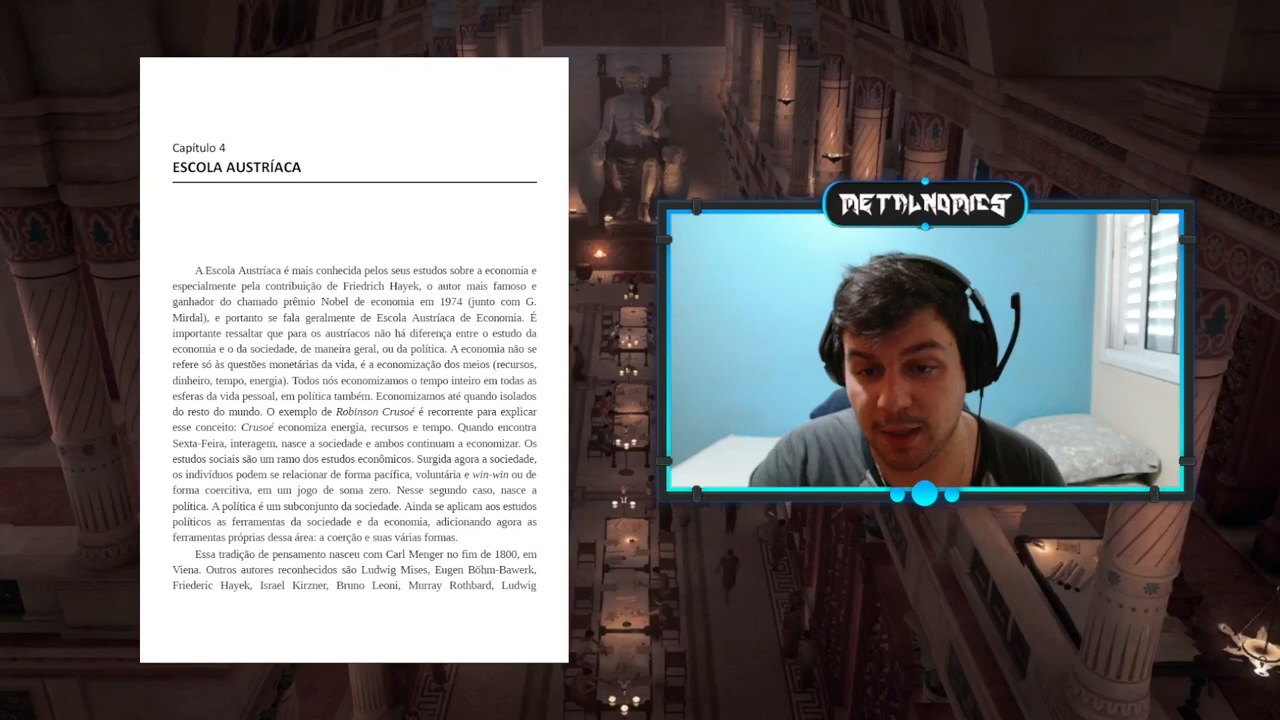 Capítulo 4
ESCOLA AUSTRÍACA
A Escola Austríaca é mais conhecida pelos seus estudos sobre a economia e
especialmente pela contribuição de Friedrich Hayek, o autor mais famoso e
ganhador do chamado prêmio Nobel de economia em 1974 (junto com G.
Mirdal), e portanto se fala geralmente de Escola Austríaca de Economia. É
importante ressaltar que para os austríacos não há diferença entre o estudo da
economia e o da sociedade, de maneira geral, ou da política. A economia não se
refere só às questões monetárias da vida, é a economização dos meios (recursos,
dinheiro, tempo, energia). Todos nós economizamos o tempo inteiro em todas as
esferas da vida pessoal, em política também. Economizamos até quando isolados
do resto do mundo. O exemplo de Robinson Crusoé é recorrente para explicar
esse conceito: Crusoé economiza energia, recursos e tempo. Quando encontra
Sexta-Feira, interagem, nasce a sociedade e ambos continuam a economizar. Os
estudos sociais são um ramo dos estudos econômicos. Surgida agora a sociedade,
os indivíduos podem se relacionar de forma pacífica, voluntária e win-win ou de
forma coercitiva, em um jogo de soma zero. Nesse segundo caso, nasce a
política. A política é um subconjunto da sociedade. Ainda se aplicam aos estudos
políticos as ferramentas da sociedade e da economia, adicionando agora as
ferramentas próprias dessa área: a coerção e suas várias formas.
Essa tradição de pensamento nasceu com Carl Menger no fim de 1800, em
Viena. Outros autores reconhecidos são Ludwig Mises, Eugen Böhm-Bawerk,
Friederic Hayek, Israel Kirzner, Bruno Leoni, Murray Rothbard, Ludwig
METALNOMICS